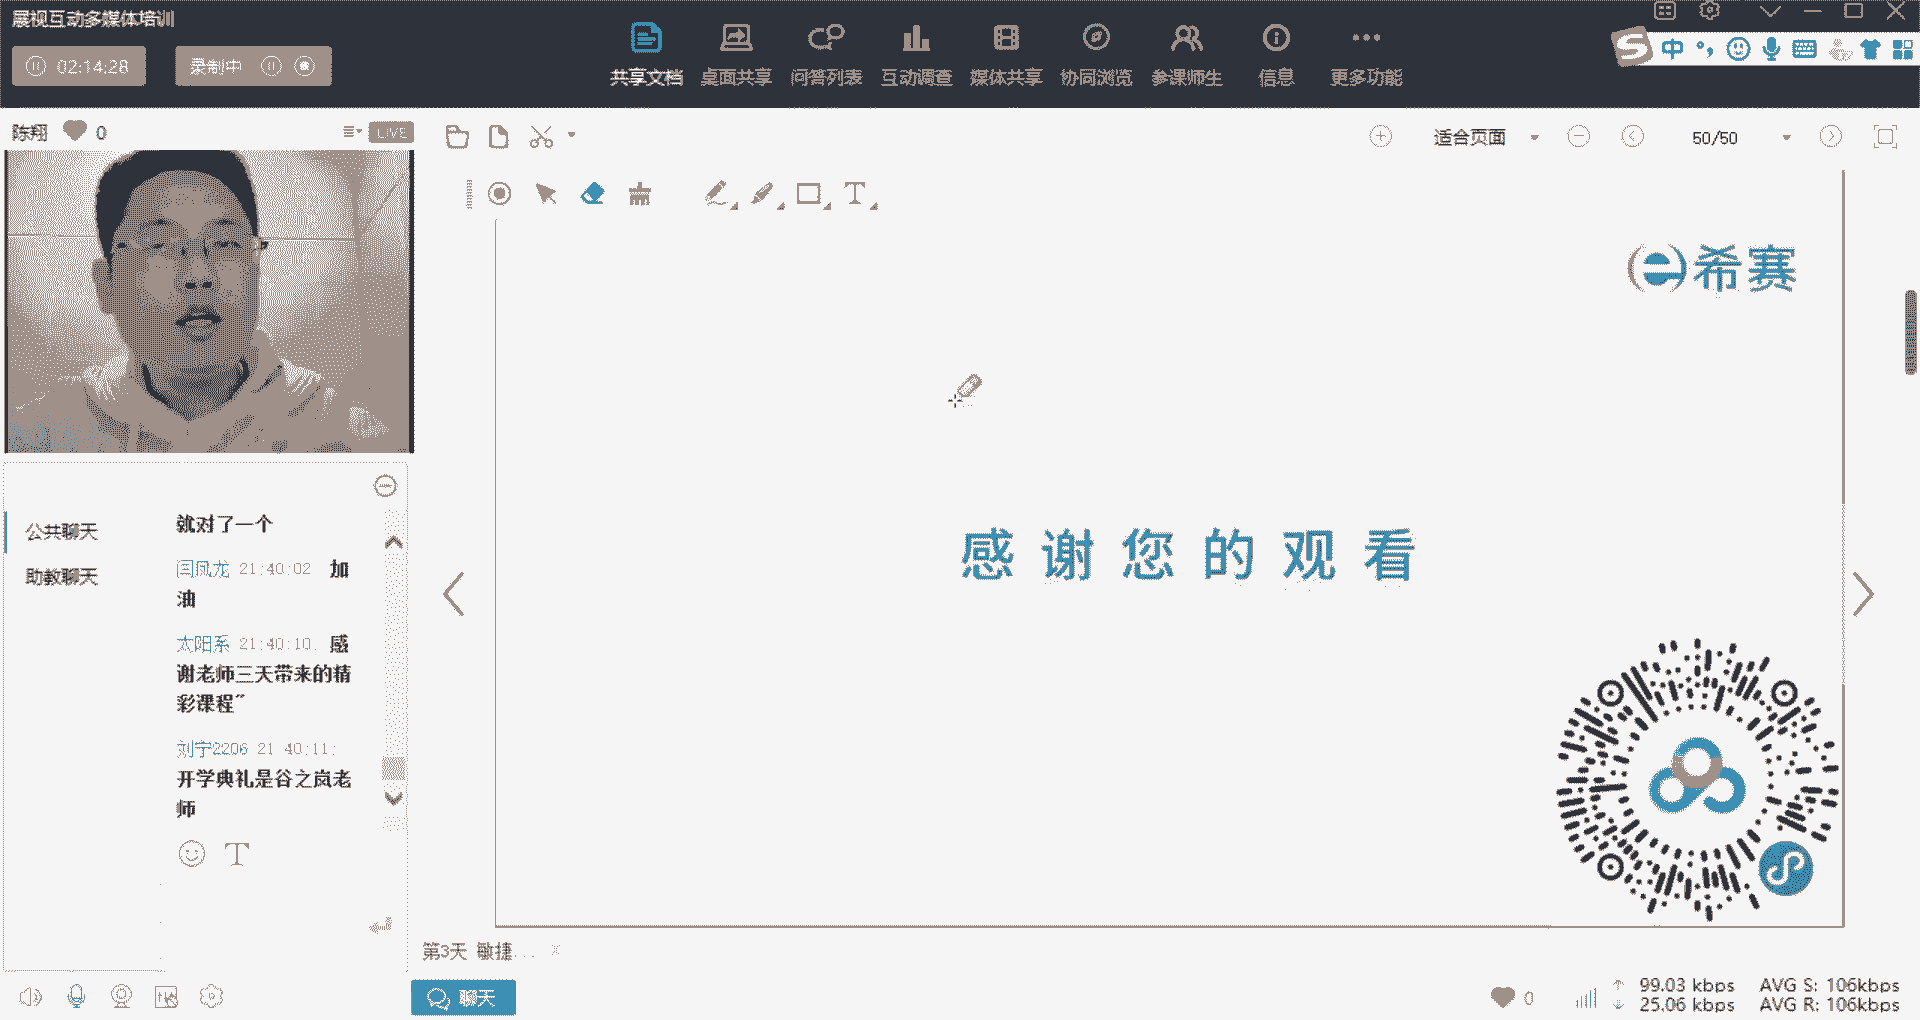 展视互动多媒体培训
02:14:28
录制中
共享文档 桌面共享 问答列表 互动调查 媒体共享 协同浏览 参课师生 信息 更多功能
中
陈翔 0
LIVE
适合页面
50/50
T
希赛
感谢您的观看
公共聊天
助教聊天
就对了一个
闫凤龙 21:40:02 加
油
太阳系 21:40:10. 感
谢老师三天带来的精
彩课程~
刘宁2206 21 40:11:
开学典礼是谷之岚老
师
T
第3天 敏捷...
聊天
0
99.03 kbps AVG S: 106kbps
25.06 kbps AVG R: 106kbps